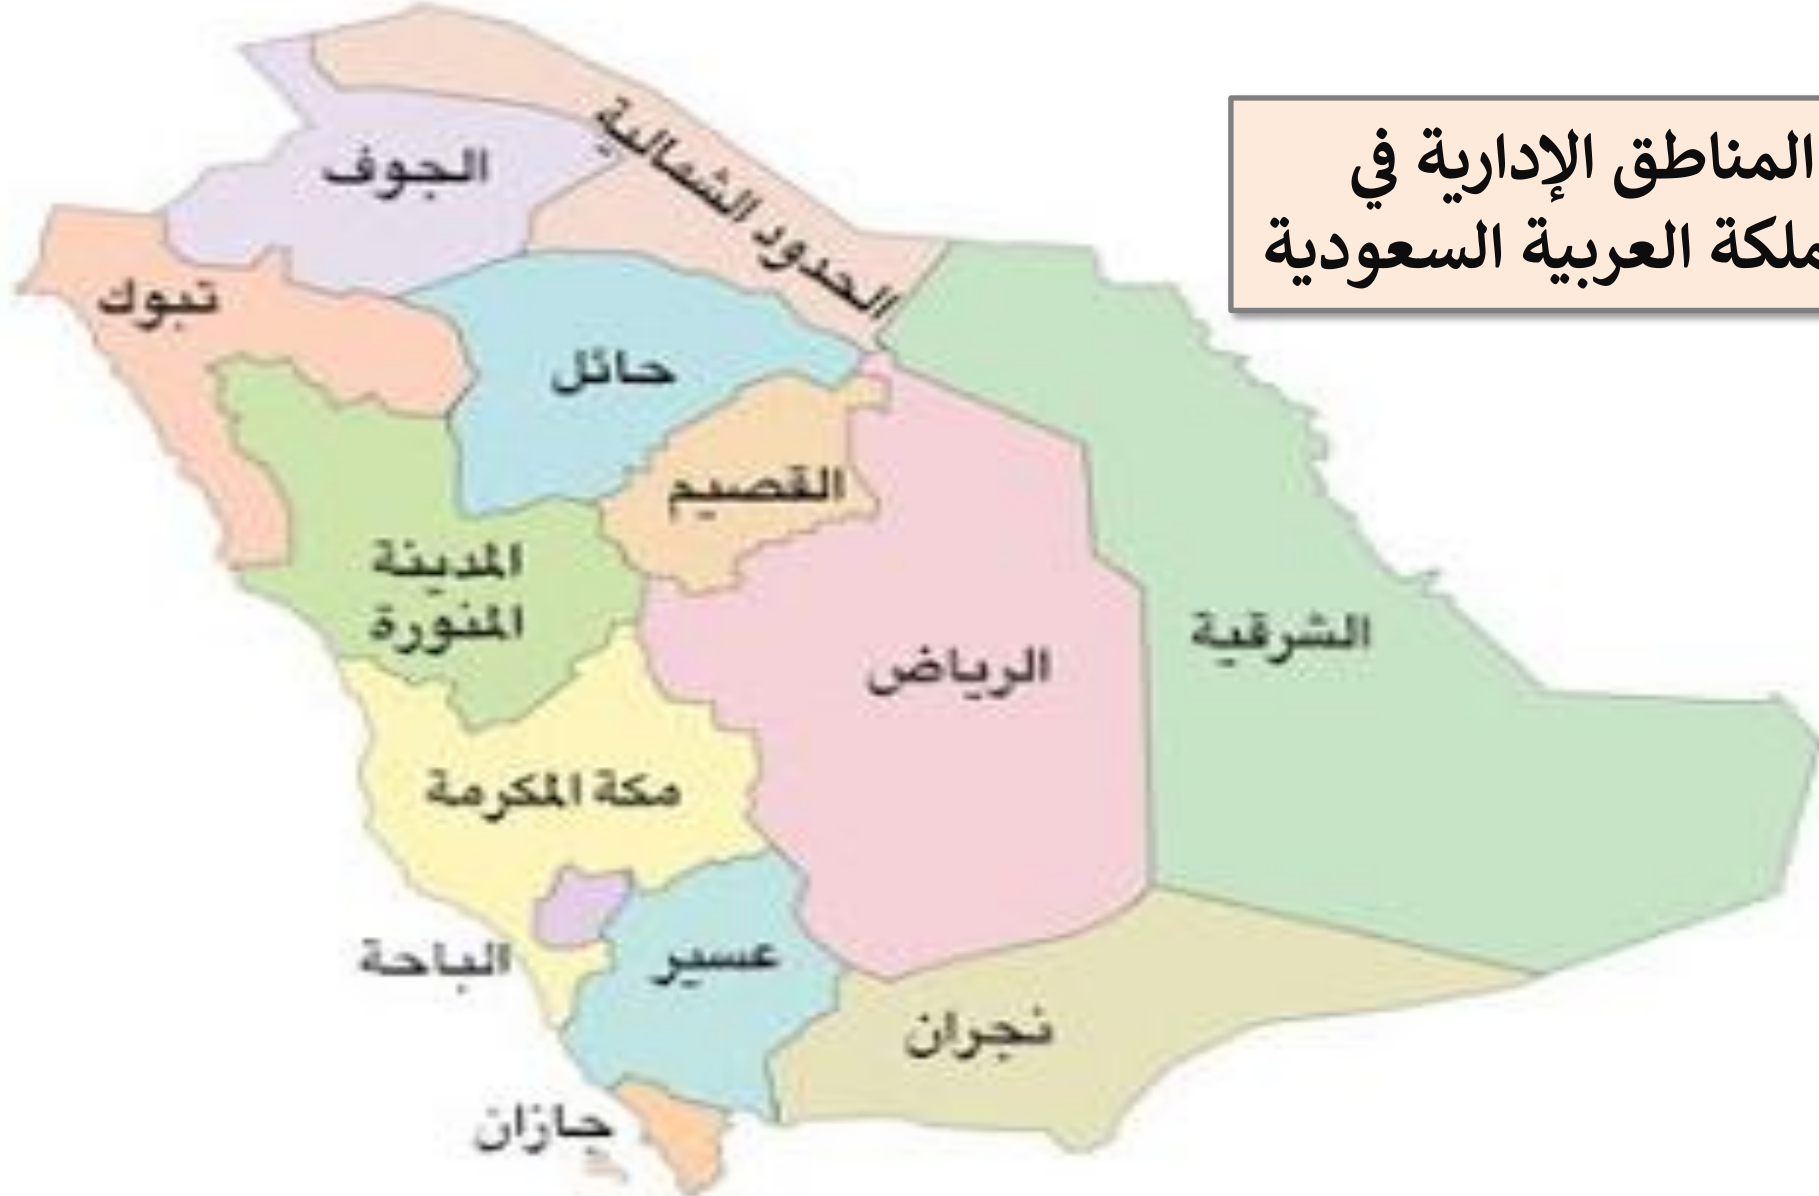 المناطق الإدارية في
ملكة العربية السعودية
الحدود الشمالية
الجوف
تبوك
حائل
القصيم
المدينة
المنورة
الشرقية
الرياض
مكة المكرمة
الباحة
عسير
نجران
جازان